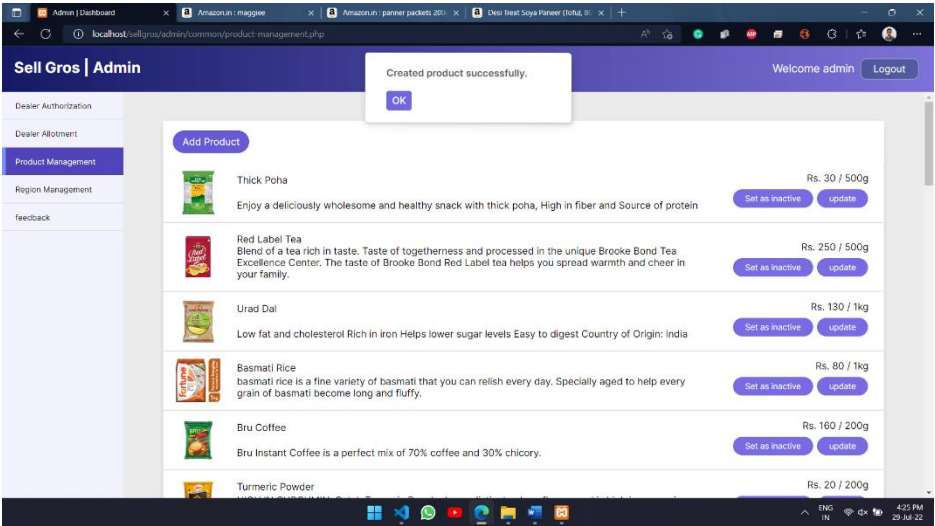 Admin | Dashboard
Amazon.in : maggiee
Amazon.in : panner packets 200
Desi Treat Soya Paneer (Tofu), 8
localhost/sellgros/admin/common/product-management.php
Sell Gros | Admin
Welcome admin
Logout
Created product successfully.
OK
Dealer Authorization
Dealer Allotment
Product Management
Region Management
feedback
Add Product
Thick Poha
Rs. 30 / 500g
Enjoy a deliciously wholesome and healthy snack with thick poha, High in fiber and Source of protein
Set as inactive
update
Red Label Tea
Rs. 250 / 500g
Blend of a tea rich in taste. Taste of togetherness and processed in the unique Brooke Bond Tea
Excellence Center. The taste of Brooke Bond Red Label tea helps you spread warmth and cheer in
your family.
Set as inactive
update
Urad Dal
Rs. 130 / 1kg
Low fat and cholesterol Rich in iron Helps lower sugar levels Easy to digest Country of Origin: India
Set as inactive
update
Basmati Rice
Rs. 80 / 1kg
basmati rice is a fine variety of basmati that you can relish every day. Specially aged to help every
grain of basmati become long and fluffy.
Set as inactive
update
Bru Coffee
Rs. 160 / 200g
Bru Instant Coffee is a perfect mix of 70% coffee and 30% chicory.
Set as inactive
update
Turmeric Powder
Rs. 20 / 200g
ENG
IN
4:25 PM
29-Jul-22